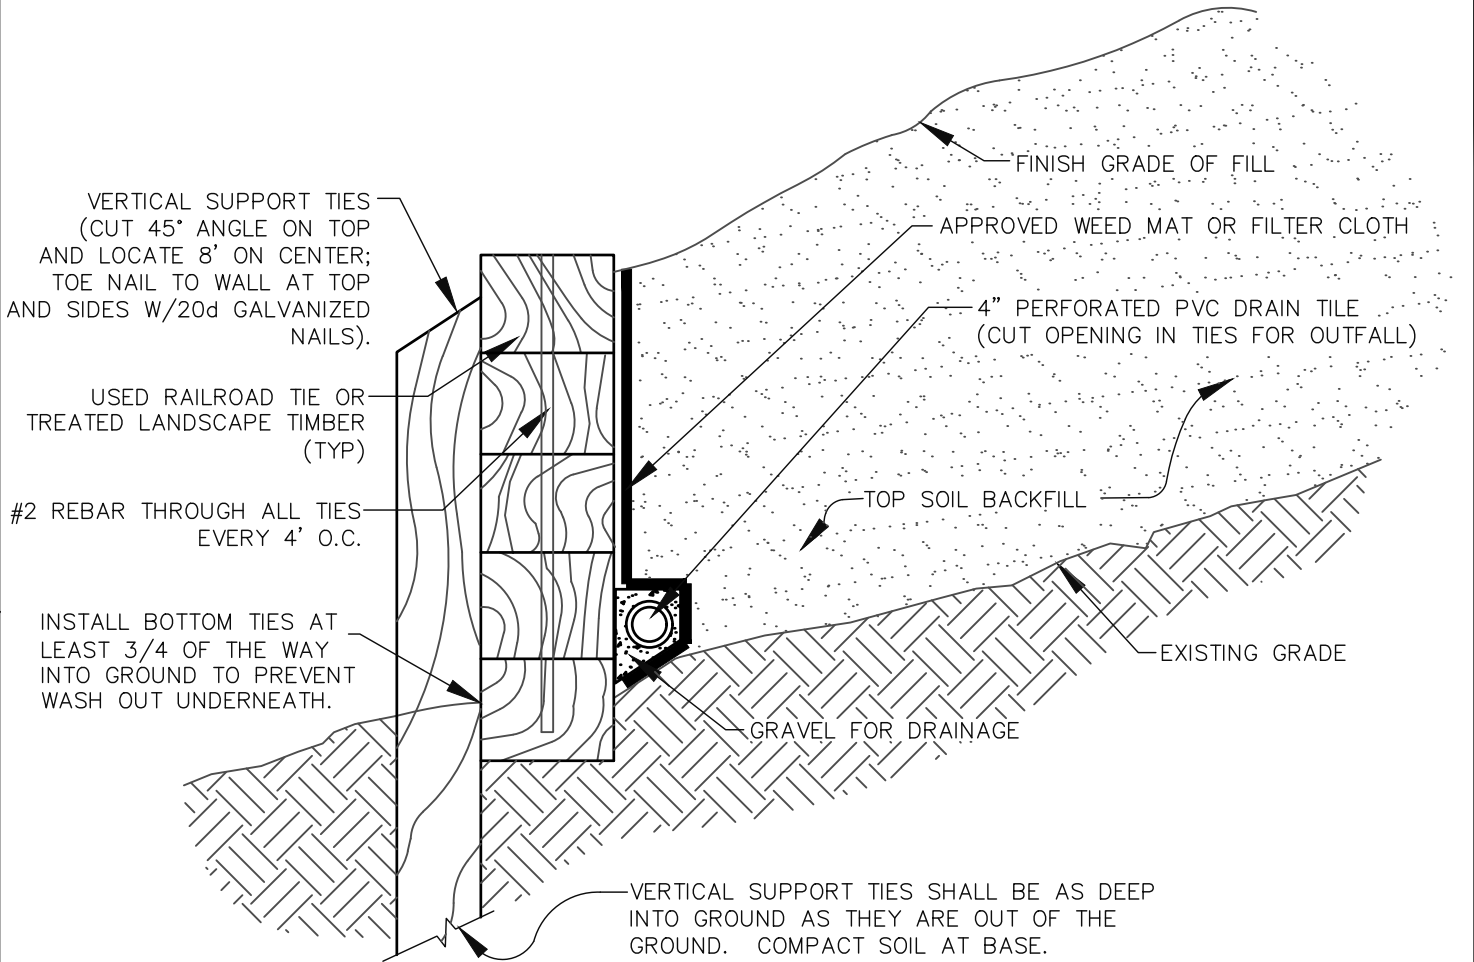 VERTICAL SUPPORT TIES
(CUT 45° ANGLE ON TOP
AND LOCATE 8' ON CENTER;
TOE NAIL TO WALL AT TOP
AND SIDES W/20d GALVANIZED
NAILS).
USED RAILROAD TIE OR
TREATED LANDSCAPE TIMBER
(TYP)
#2 REBAR THROUGH ALL TIES
EVERY 4' O.C.
INSTALL BOTTOM TIES AT
LEAST 3/4 OF THE WAY
INTO GROUND TO PREVENT
WASH OUT UNDERNEATH.
FINISH GRADE OF FILL
APPROVED WEED MAT OR FILTER CLOTH
4" PERFORATED PVC DRAIN TILE
(CUT OPENING IN TIES FOR OUTFALL)
TOP SOIL BACKFILL
EXISTING GRADE
GRAVEL FOR DRAINAGE
VERTICAL SUPPORT TIES SHALL BE AS DEEP
INTO GROUND AS THEY ARE OUT OF THE
GROUND. COMPACT SOIL AT BASE.